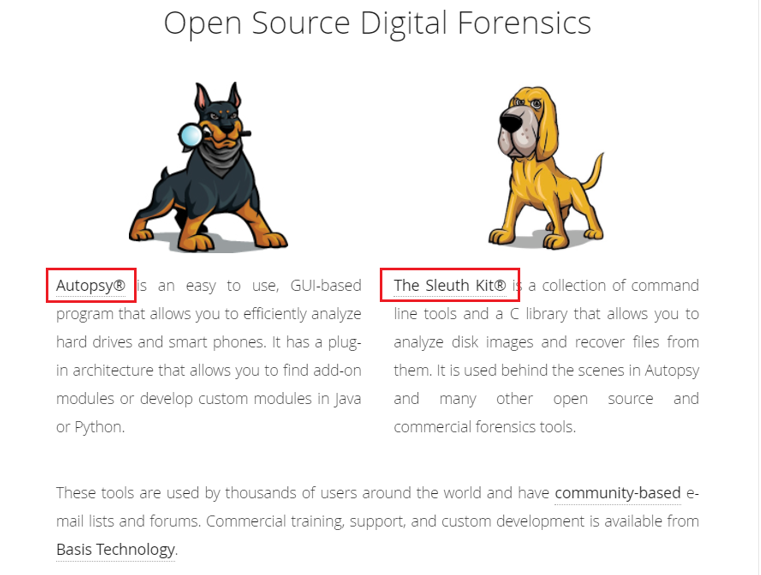 Open Source Digital Forensics
Autopsy® is an easy to use, GUI-based
program that allows you to efficiently analyze
hard drives and smart phones. It has a plug-
in architecture that allows you to find add-on
modules or develop custom modules in Java
or Python.
The Sleuth Kit® is a collection of command
line tools and a C library that allows you to
analyze disk images and recover files from
them. It is used behind the scenes in Autopsy
and many other open source and
commercial forensics tools.
These tools are used by thousands of users around the world and have community-based e-
mail lists and forums. Commercial training, support, and custom development is available from
Basis Technology.